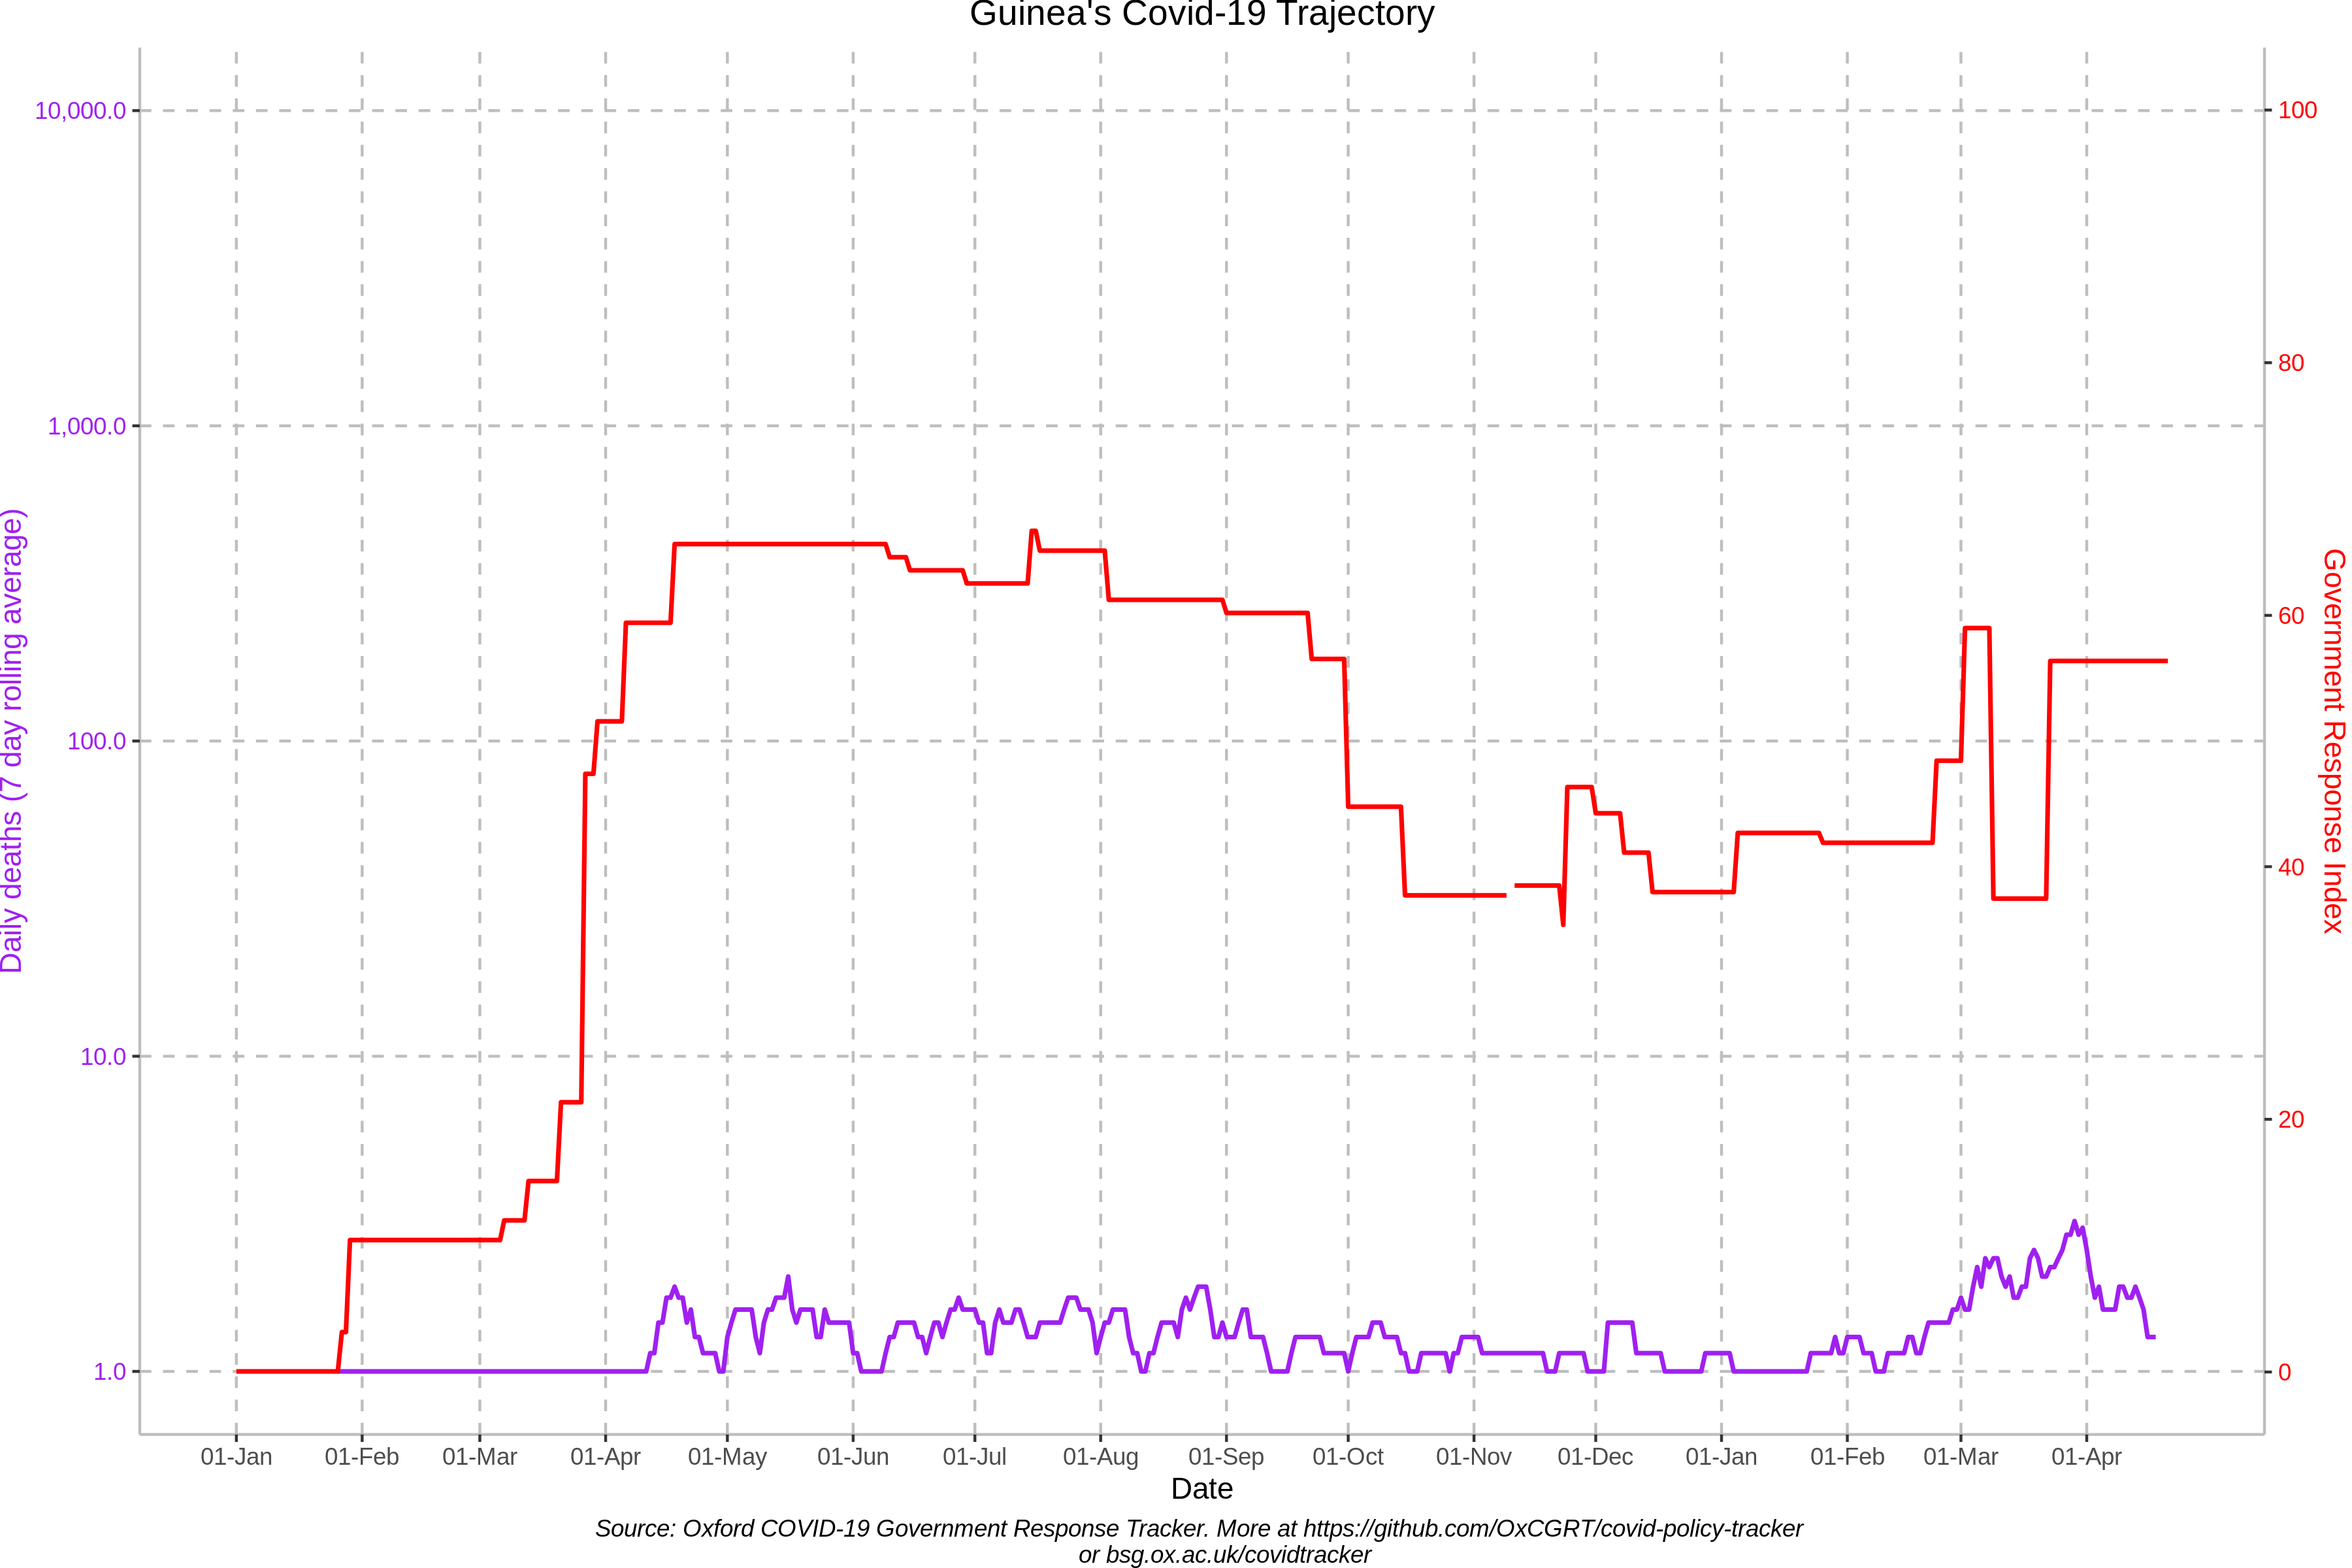 Guinea's Covid-19 Trajectory
10,000.0
1,000.0
100.0
10.0
1.0
Daily deaths (7 day rolling average)
100
80
60
40
20
0
Government Response Index
01-Jan 01-Feb 01-Mar 01-Apr 01-May 01-Jun 01-Jul 01-Aug 01-Sep 01-Oct 01-Nov 01-Dec 01-Jan 01-Feb 01-Mar 01-Apr
Date
Source: Oxford COVID-19 Government Response Tracker. More at https://github.com/OxCGRT/covid-policy-tracker
or bsg.ox.ac.uk/covidtracker